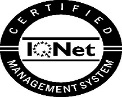 CERTIFIED
IQNet
MANAGEMENT SYSTEM